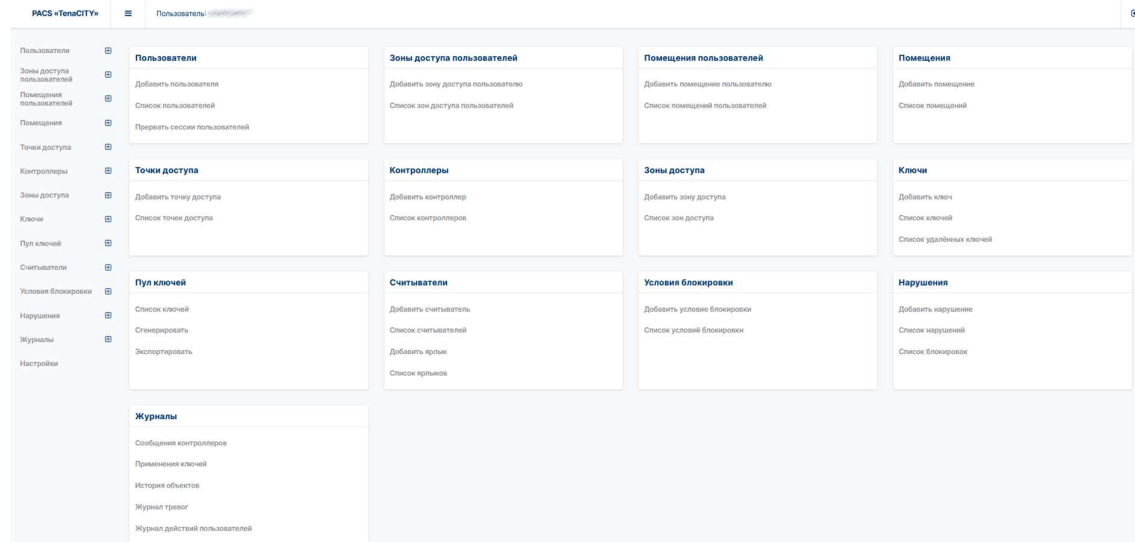 PACS «TenaCITY»
Пользователь:
Пользователи
Зоны доступа
пользователей
Помещения
пользователей
Помещения
Точки доступа
Контроллеры
Зоны доступа
Ключи
Пул ключей
Считыватели
Условия блокировки
Нарушения
Журналы
Настройки
Пользователи
Добавить пользователя
Список пользователей
Прервать сессии пользователей
Зоны доступа пользователей
Добавить зону доступа пользователю
Список зон доступа пользователей
Помещения пользователей
Добавить помещение пользователю
Список помещений пользователей
Помещения
Добавить помещение
Список помещений
Точки доступа
Добавить точку доступа
Список точек доступа
Контроллеры
Добавить контроллер
Список контроллеров
Зоны доступа
Добавить зону доступа
Список зон доступа
Ключи
Добавить ключ
Список ключей
Список удалённых ключей
Пул ключей
Список ключей
Сгенерировать
Экспортировать
Считыватели
Добавить считыватель
Список считывателей
Добавить ярлык
Список ярлыков
Условия блокировки
Добавить условие блокировки
Список условий блокировки
Нарушения
Добавить нарушение
Список нарушений
Список блокировок
Журналы
Сообщения контроллеров
Применения ключей
История объектов
Журнал тревог
Журнал действий пользователей